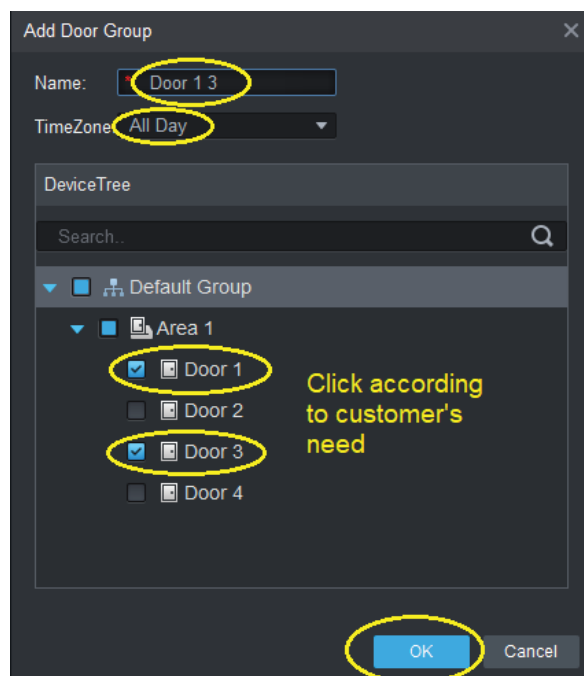 Add Door Group
Name: * Door 1 3
TimeZone All Day
DeviceTree
Search..
Default Group
Area 1
Door 1
Door 2
Door 3
Door 4
Click according
to customer's
need
OK Cancel